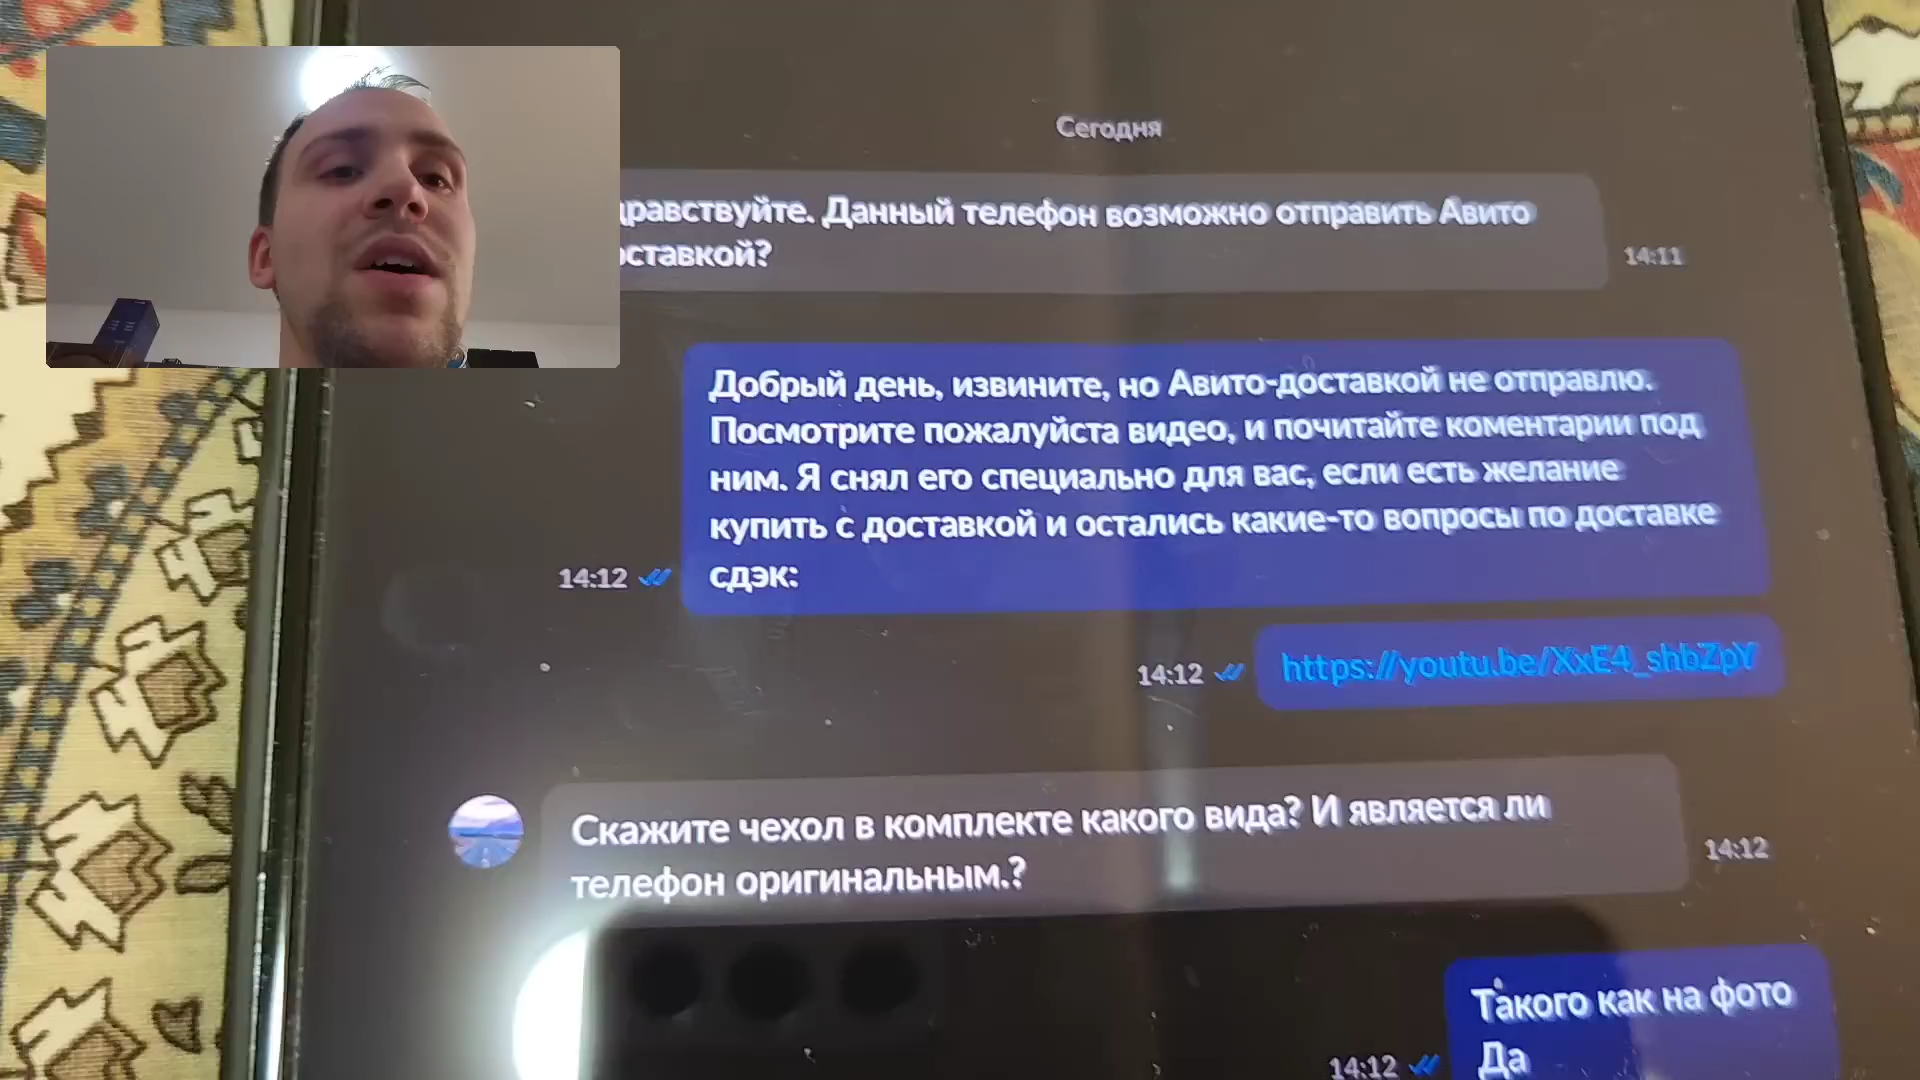 Сегодня
дравствуйте. Данный телефон возможно отправить Авито
оставкой?
14:11
Добрый день, извините, но Авито-доставкой не отправлю.
Посмотрите пожалуйста видео, и почитайте коментарии под
ним. Я снял его специально для вас, если есть желание
купить с доставкой и остались какие-то вопросы по доставке
сдэк:
14:12
https://youtu.be/XxE4_shbZpY
14:12
Скажите чехол в комплекте какого вида? И является ли
телефон оригинальным.?
14:12
Такого как на фото
Да
14:12